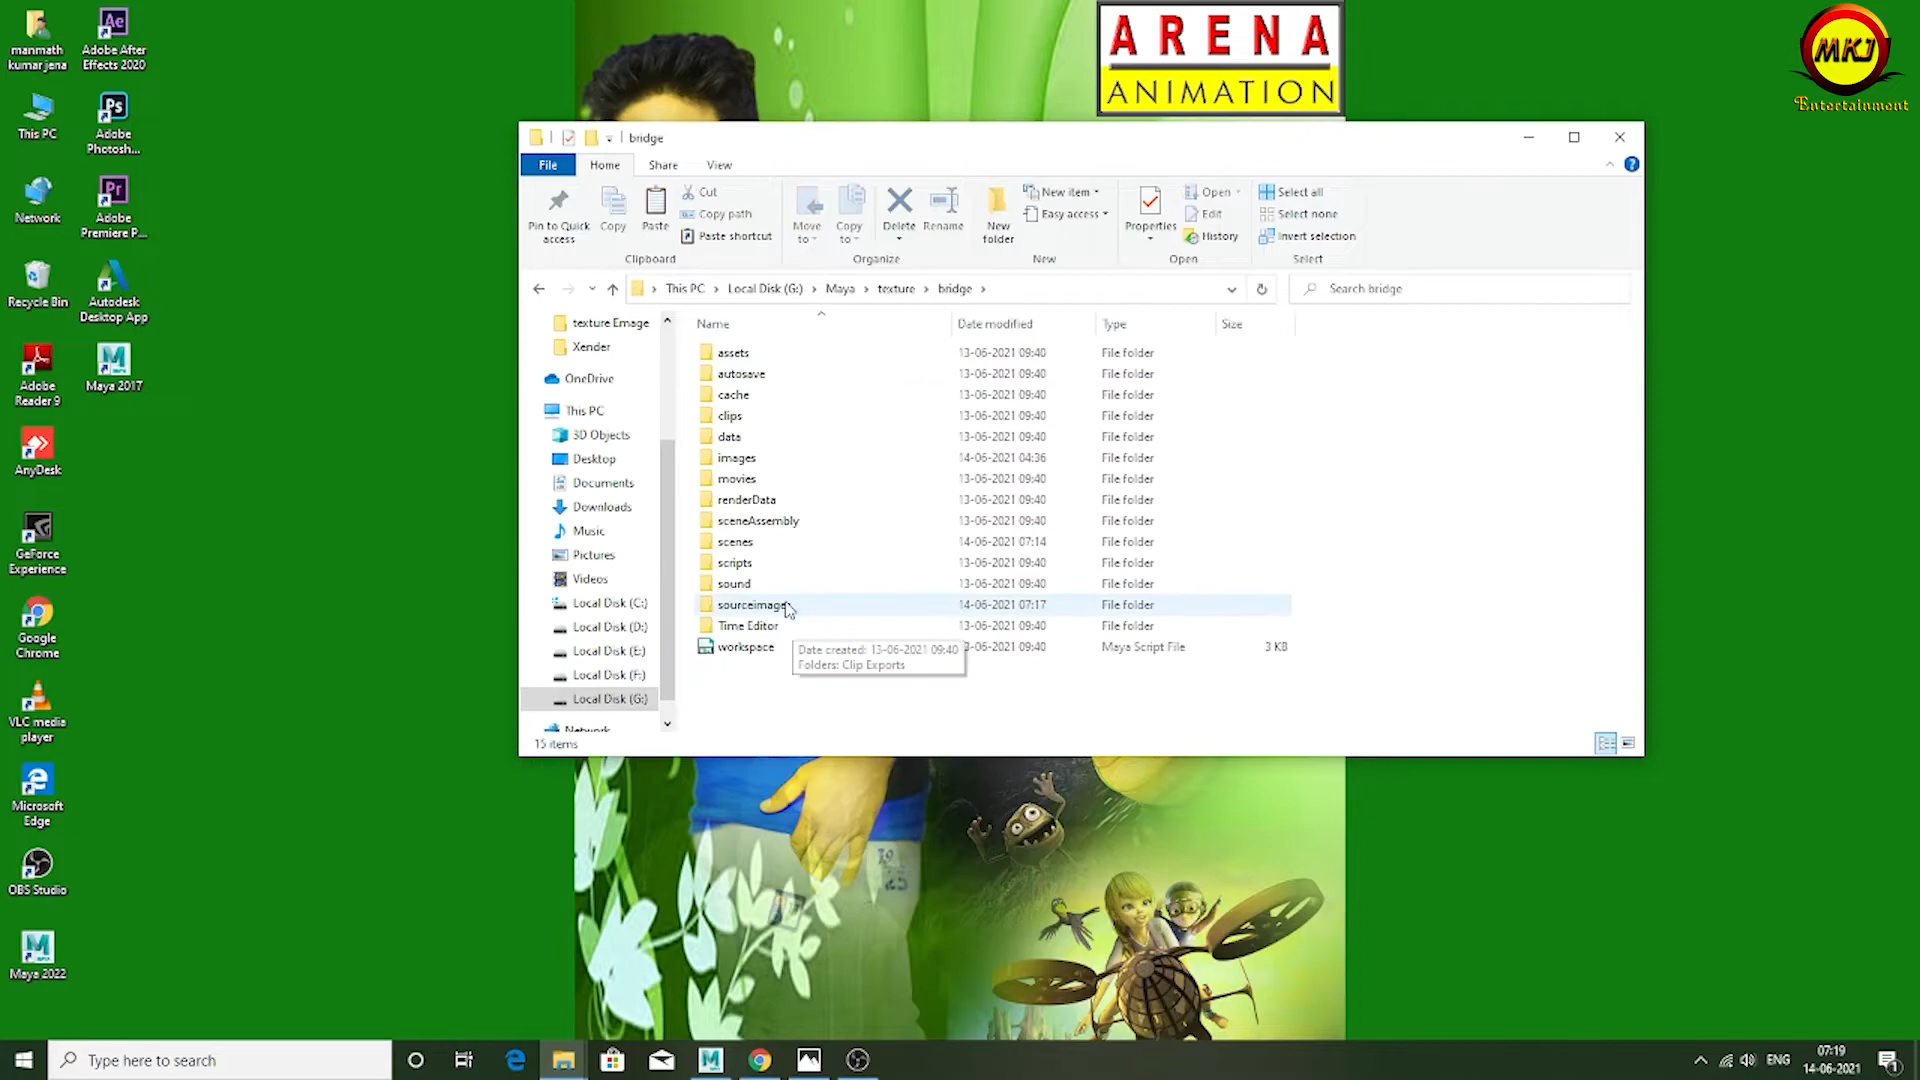 manmath
kumar jena
Adobe After
Effects 2020
This PC
Adobe
Photosh...
Network
Adobe
Premiere P...
Recycle Bin
Autodesk
Desktop App
Adobe
Reader 9
Maya 2017
AnyDesk
GeForce
Experience
Google
Chrome
VLC media
player
Microsoft
Edge
OBS Studio
Maya 2022
ARENA
ANIMATION
MKJ
Entertainment
bridge
File
Home
Share
View
Pin to Quick
access
Copy
Paste
Cut
Copy path
Paste shortcut
Clipboard
Move
to
Copy
to
Delete
Rename
Organize
New
folder
New item
Easy access
New
Properties
Open
Edit
History
Open
Select all
Select none
Invert selection
Select
This PC > Local Disk (G:) > Maya > texture > bridge >
Search bridge
texture Emage
Xender
OneDrive
This PC
3D Objects
Desktop
Documents
Downloads
Music
Pictures
Videos
Local Disk (C:)
Local Disk (D:)
Local Disk (E:)
Local Disk (F:)
Local Disk (G:)
Network
Name Date modified Type Size
assets 13-06-2021 09:40 File folder
autosave 13-06-2021 09:40 File folder
cache 13-06-2021 09:40 File folder
clips 13-06-2021 09:40 File folder
data 13-06-2021 09:40 File folder
images 14-06-2021 04:36 File folder
movies 13-06-2021 09:40 File folder
renderData 13-06-2021 09:40 File folder
sceneAssembly 13-06-2021 09:40 File folder
scenes 14-06-2021 07:14 File folder
scripts 13-06-2021 09:40 File folder
sound 13-06-2021 09:40 File folder
sourceimages 14-06-2021 07:17 File folder
Time Editor 13-06-2021 09:40 File folder
workspace 3-06-2021 09:40 Maya Script File 3 KB
Date created: 13-06-2021 09:40
Folders: Clip Exports
15 items
Type here to search
ENG
07:19
14-06-2021